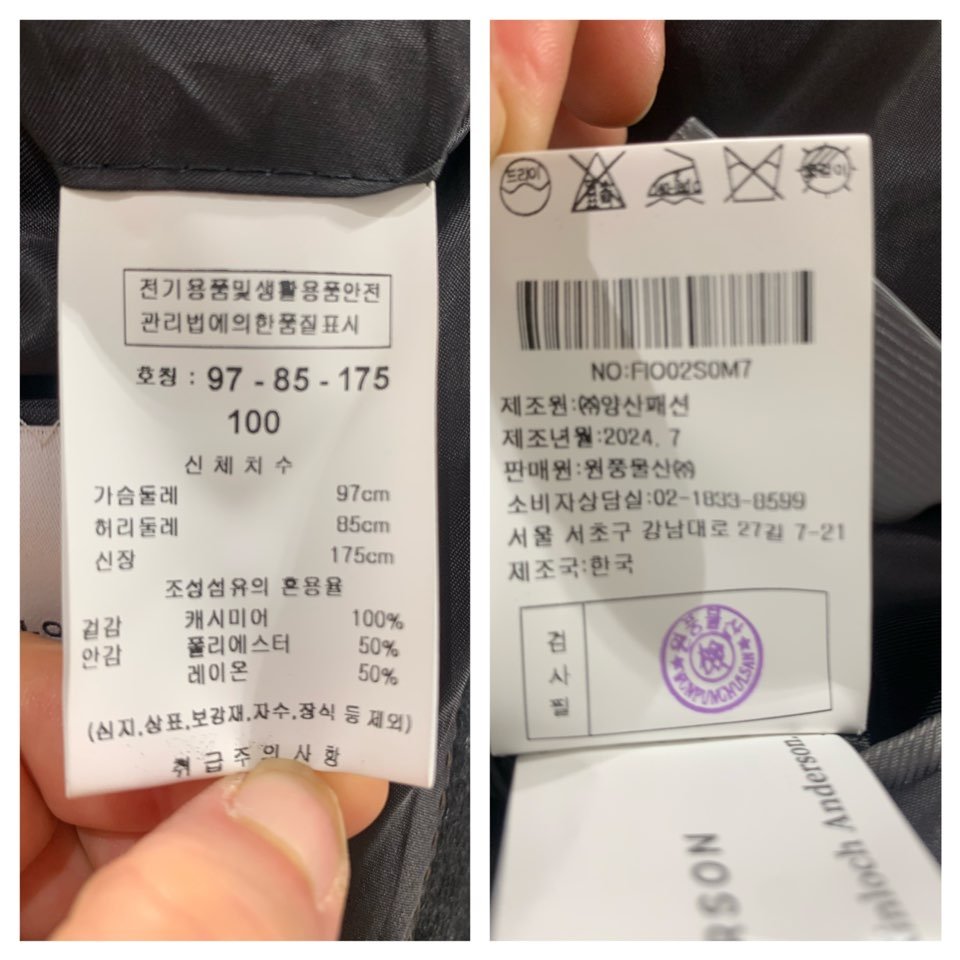 전기용품및생활용품안전
관리법에의한품질표시
호칭 : 97 - 85 - 175
100
신체치수
가슴둘레 97cm
허리둘레 85cm
신장 175cm
조성섬유의 혼용율
겉감 캐시미어 100%
안감 폴리에스터 50%
레이온 50%
(심지,상표,보강재,자수,장식 등 제외)
취급주의사항
드라이
NO:FIO02S0M7
제조원:㈜양산패션
제조년월:2024. 7
판매원:원풍물산㈜
소비자상담실:02-1833-8599
서울 서초구 강남대로 27길 7-21
제조국:한국
검사필
원풍물산
WONPUNGMULSAN
Kinloch Anderson.
RSON